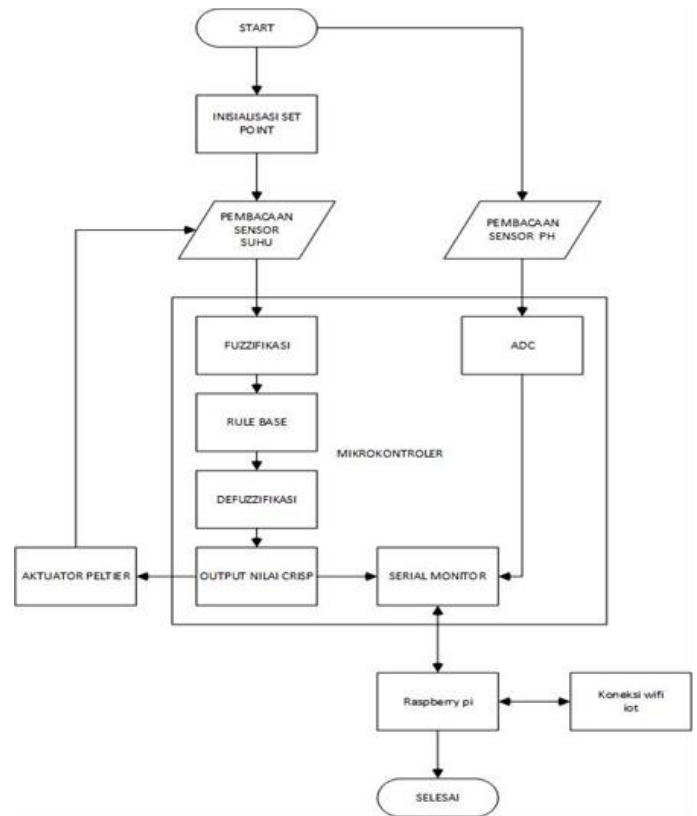 START
INISIALISASI SET
POINT
PEMBACAAN
SENSOR
SUHU
PEMBACAAN
SENSOR PH
FUZZIFIKASI
ADC
RULE BASE
MIKROKONTROLER
DEFUZZIFIKASI
AKTUATOR PELTIER
OUTPUT NILAI CRISP
SERIAL MONITOR
Raspberry pi
Koneksi wifi
iot
SELESAI